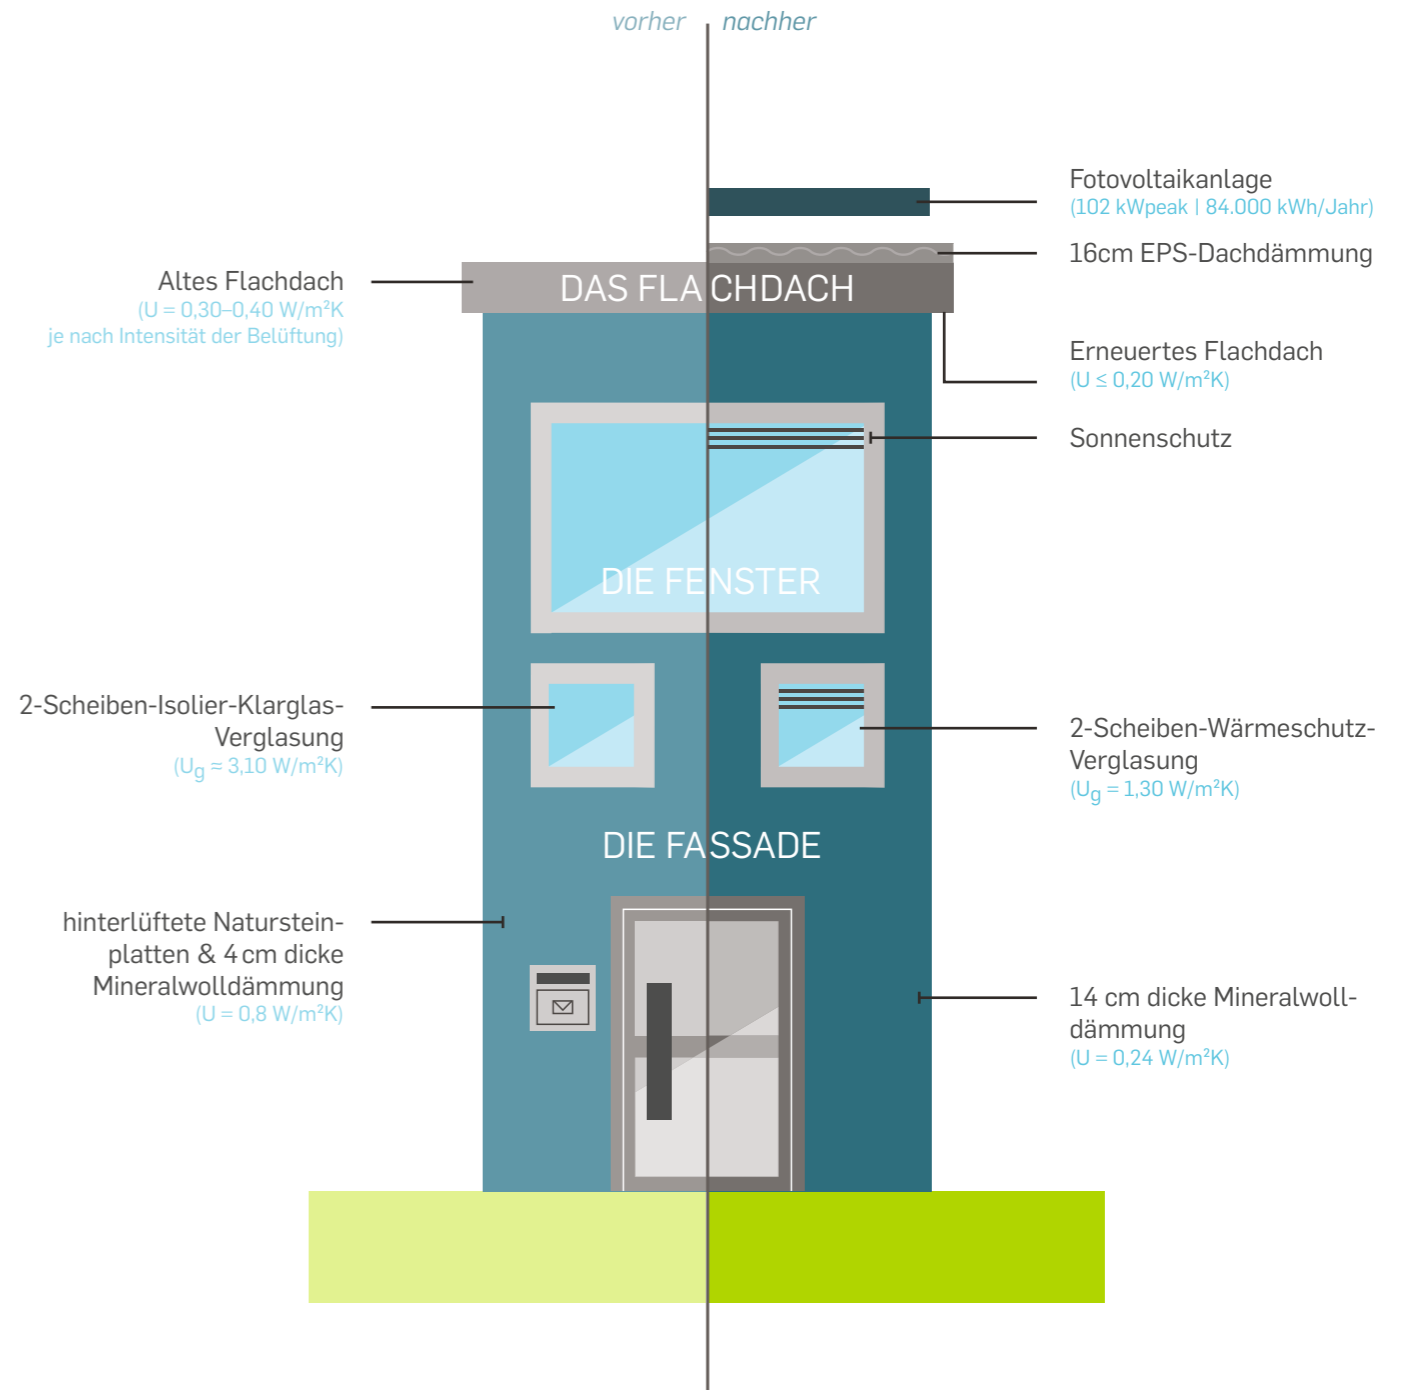 vorher nachher
Fotovoltaikanlage
(102 kWpeak | 84.000 kWh/Jahr)
16cm EPS-Dachdämmung
Altes Flachdach
(U = 0,30–0,40 W/m²K
je nach Intensität der Belüftung)
DAS FLACHDACH
Erneuertes Flachdach
(U ≤ 0,20 W/m²K)
Sonnenschutz
DIE FENSTER
2-Scheiben-Isolier-Klarglas-
Verglasung
(Ug ≈ 3,10 W/m²K)
2-Scheiben-Wärmeschutz-
Verglasung
(Ug = 1,30 W/m²K)
DIE FASSADE
hinterlüftete Naturstein-
platten & 4 cm dicke
Mineralwolldämmung
(U = 0,8 W/m²K)
14 cm dicke Mineralwoll-
dämmung
(U = 0,24 W/m²K)